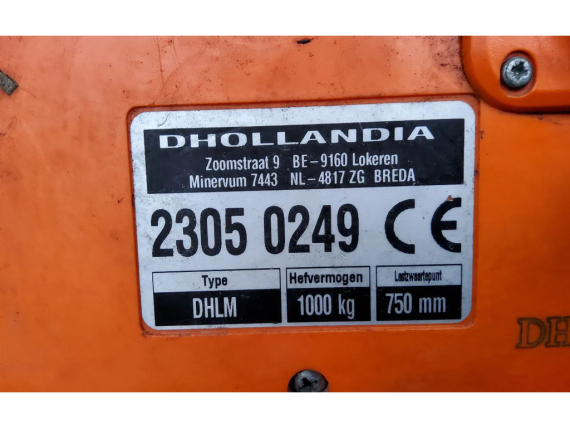 DHOLLANDIA
Zoomstraat 9 BE-9160 Lokeren
Minervum 7443 NL-4817 ZG BREDA
2305 0249 CE
Type Hefvermogen Lastzwaartepunt
DHLM 1000 kg 750 mm
DH